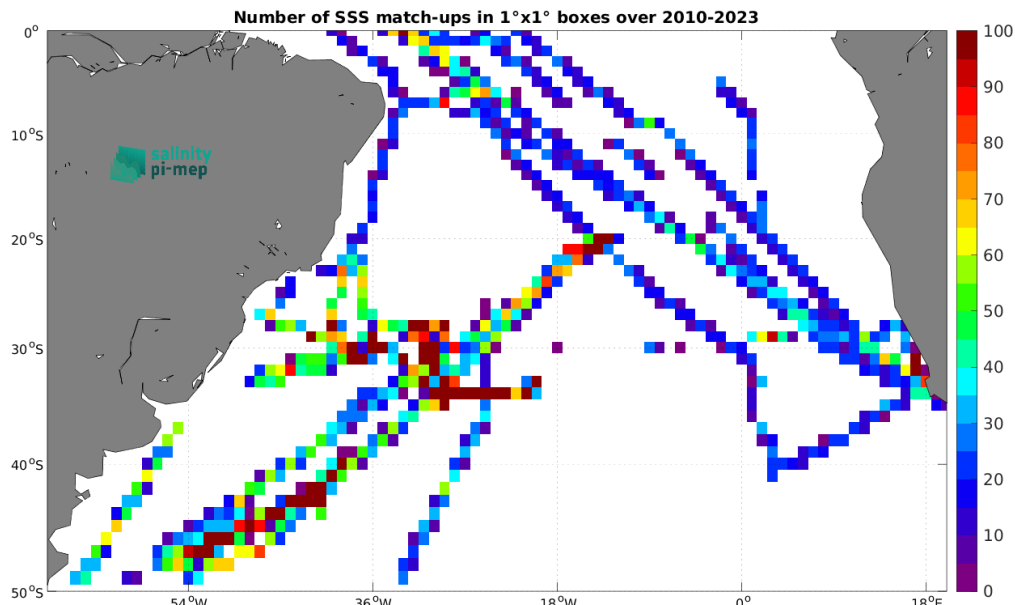 Number of SSS match-ups in 1°x1° boxes over 2010-2023
0°
10°S
20°S
30°S
40°S
50°S
54°W
36°W
18°W
0°
18°E
salinity
pi-mep
100
90
80
70
60
50
40
30
20
10
0